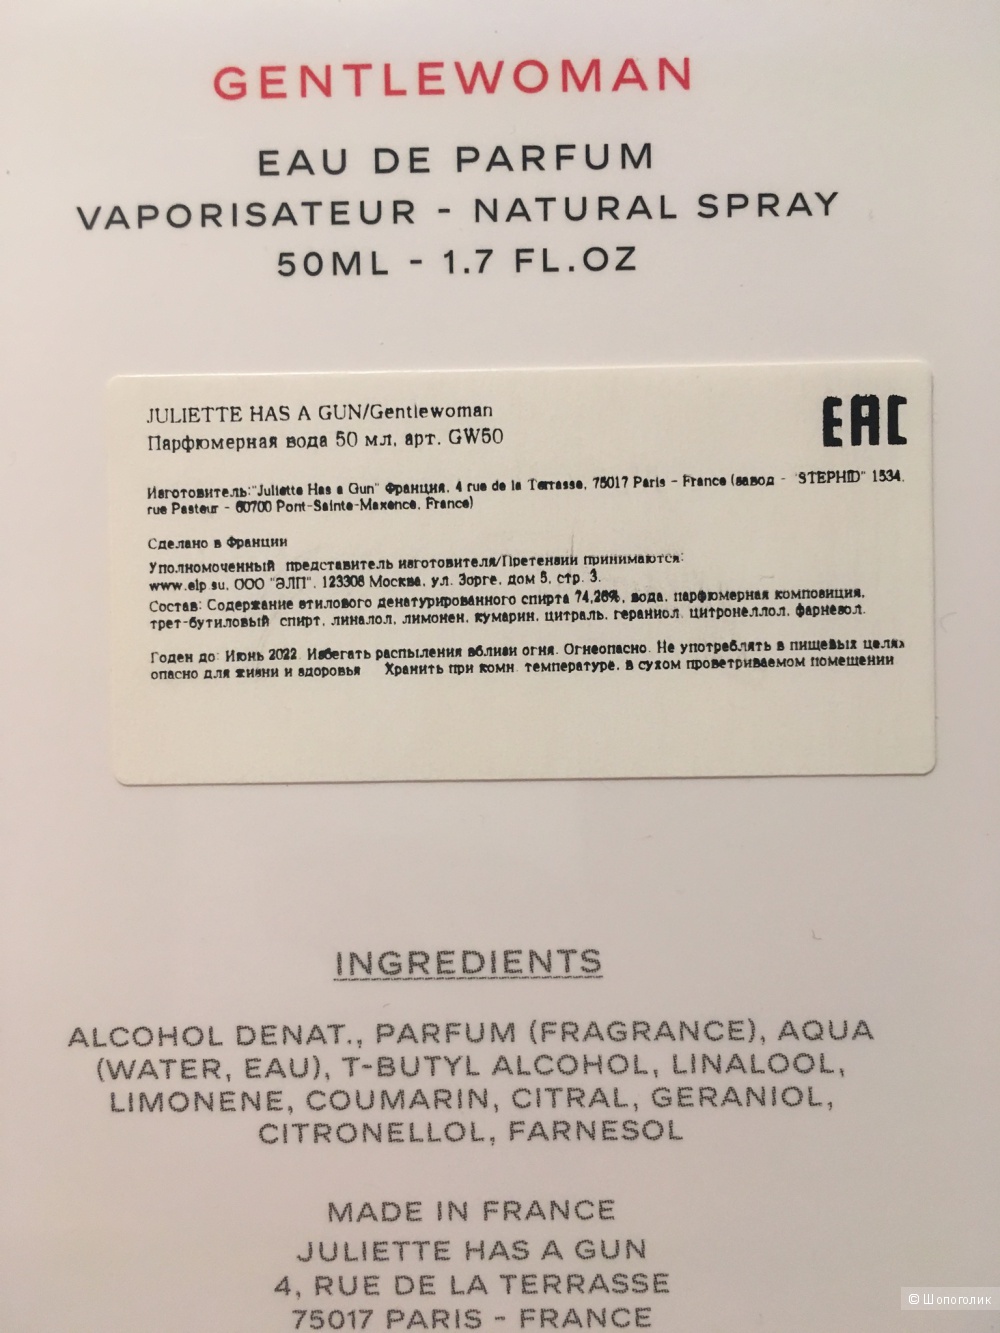 GENTLEWOMAN
EAU DE PARFUM
VAPORISATEUR - NATURAL SPRAY
50ML - 1.7 FL.OZ
JULIETTE HAS A GUN/Gentlewoman
EAC
Парфюмерная вода 50 мл, арт. GW50
Изготовитель:"Juliette Has a Gun" Франция, 4 rue de la Terrasse, 75017 Paris - France (завод - "STEPHID" 1534,
rue Pasteur - 60700 Pont-Sainte-Maxence, France)
Сделано в Франции
Уполномоченный представитель изготовителя/Претензии принимаются:
www.elp.su, ООО "ЭЛП", 123308 Москва, ул. Зорге, дом 5, стр. 3.
Состав: Содержание этилового денатурированного спирта 74,26%, вода, парфюмерная композиция,
трет-бутиловый спирт, линалол, лимонен, кумарин, цитраль, гераниол, цитронеллол, фарнезол.
Годен до: Июнь 2022. Избегать распыления вблизи огня. Огнеопасно. Не употреблять в пищевых целях
опасно для жизни и здоровья Хранить при комн. температуре, в сухом проветриваемом помещении
INGREDIENTS
ALCOHOL DENAT., PARFUM (FRAGRANCE), AQUA
(WATER, EAU), T-BUTYL ALCOHOL, LINALOOL,
LIMONENE, COUMARIN, CITRAL, GERANIOL,
CITRONELLOL, FARNESOL
MADE IN FRANCE
JULIETTE HAS A GUN
4, RUE DE LA TERRASSE
75017 PARIS - FRANCE
© Шопоголик